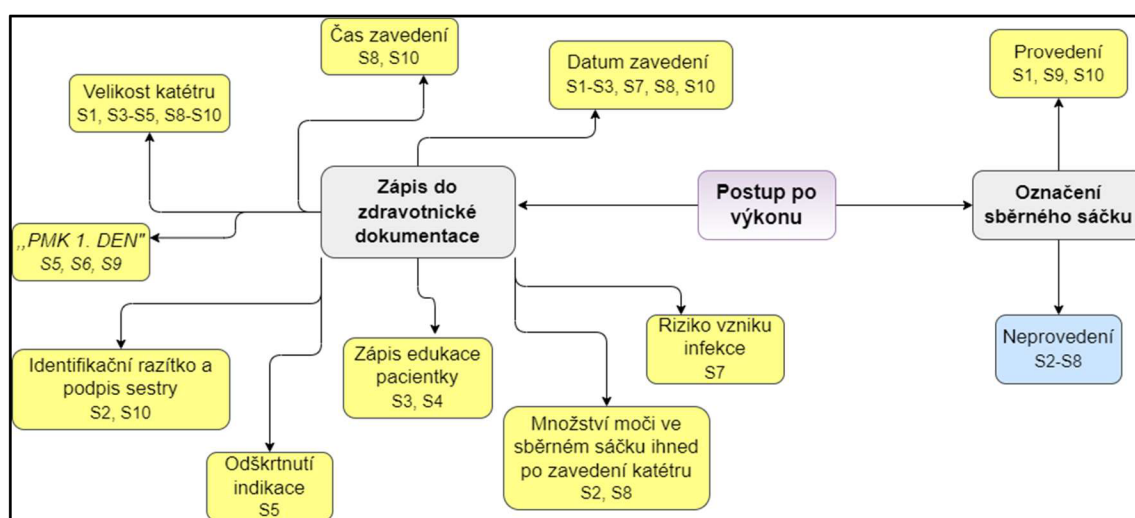 Čas zavedení
S8, S10
Datum zavedení
S1-S3, S7, S8, S10
Provedení
S1, S9, S10
Velikost katétru
S1, S3-S5, S8-S10
Zápis do
zdravotnické
dokumentace
Postup po
výkonu
Označení
sběrného sáčku
,,PMK 1. DEN"
S5, S6, S9
Identifikační razítko a
podpis sestry
S2, S10
Zápis edukace
pacientky
S3, S4
Riziko vzniku
infekce
S7
Neprovedení
S2-S8
Odškrtnutí
indikace
S5
Množství moči ve
sběrném sáčku ihned
po zavedení katétru
S2, S8